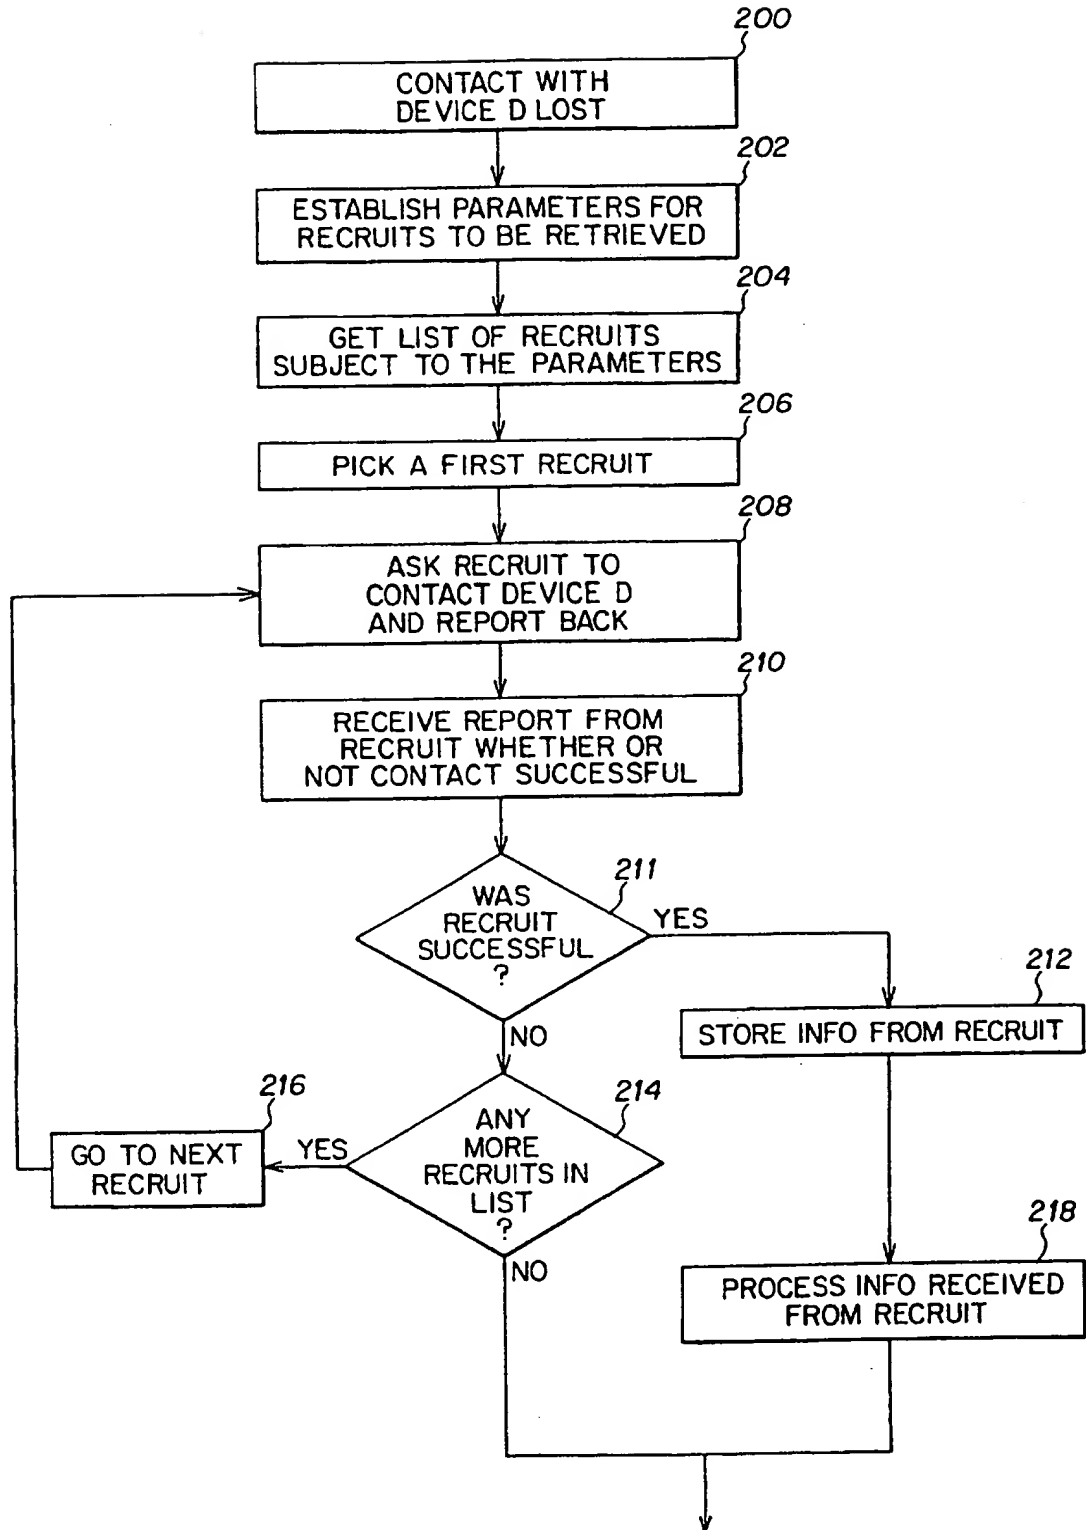 200
CONTACT WITH
DEVICE D LOST
202
ESTABLISH PARAMETERS FOR
RECRUITS TO BE RETRIEVED
204
GET LIST OF RECRUITS
SUBJECT TO THE PARAMETERS
206
PICK A FIRST RECRUIT
208
ASK RECRUIT TO
CONTACT DEVICE D
AND REPORT BACK
210
RECEIVE REPORT FROM
RECRUIT WHETHER OR
NOT CONTACT SUCCESSFUL
211
WAS
RECRUIT
SUCCESSFUL
?
YES
NO
212
STORE INFO FROM RECRUIT
214
ANY
MORE
RECRUITS IN
LIST
?
YES
NO
216
GO TO NEXT
RECRUIT
218
PROCESS INFO RECEIVED
FROM RECRUIT